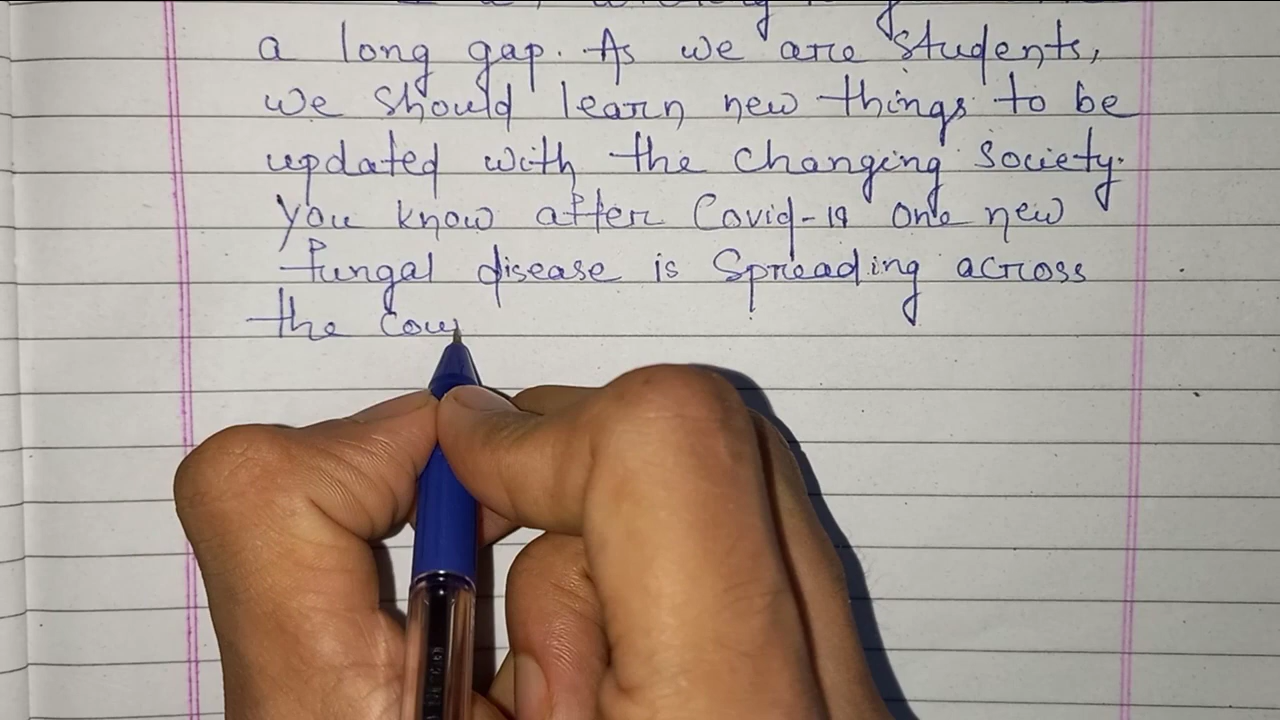 a long gap. As we are students,
we should learn new things to be
updated with the changing society.
You know after Covid-19 one new
fungal disease is spreading across
the cou